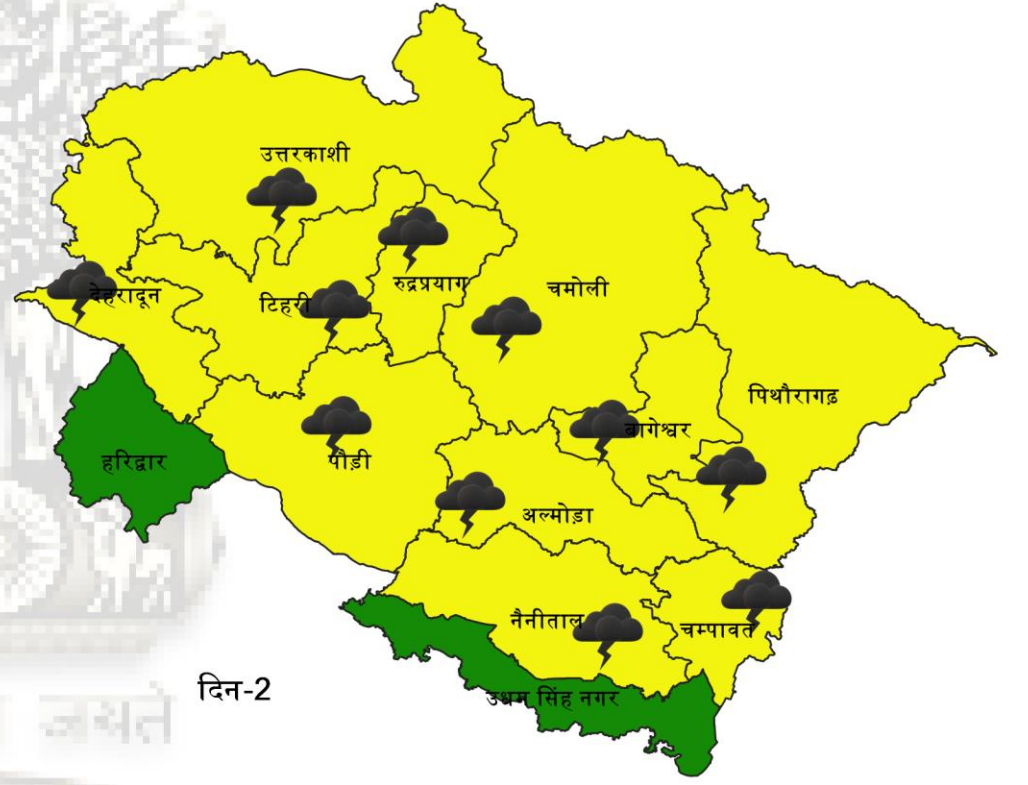 उत्तरकाशी
देहरादून
टिहरी
रुद्रप्रयाग
चमोली
पिथौरागढ़
बागेश्वर
हरिद्वार
पौड़ी
अल्मोड़ा
नैनीताल
चम्पावत
उधम सिंह नगर
दिन-2